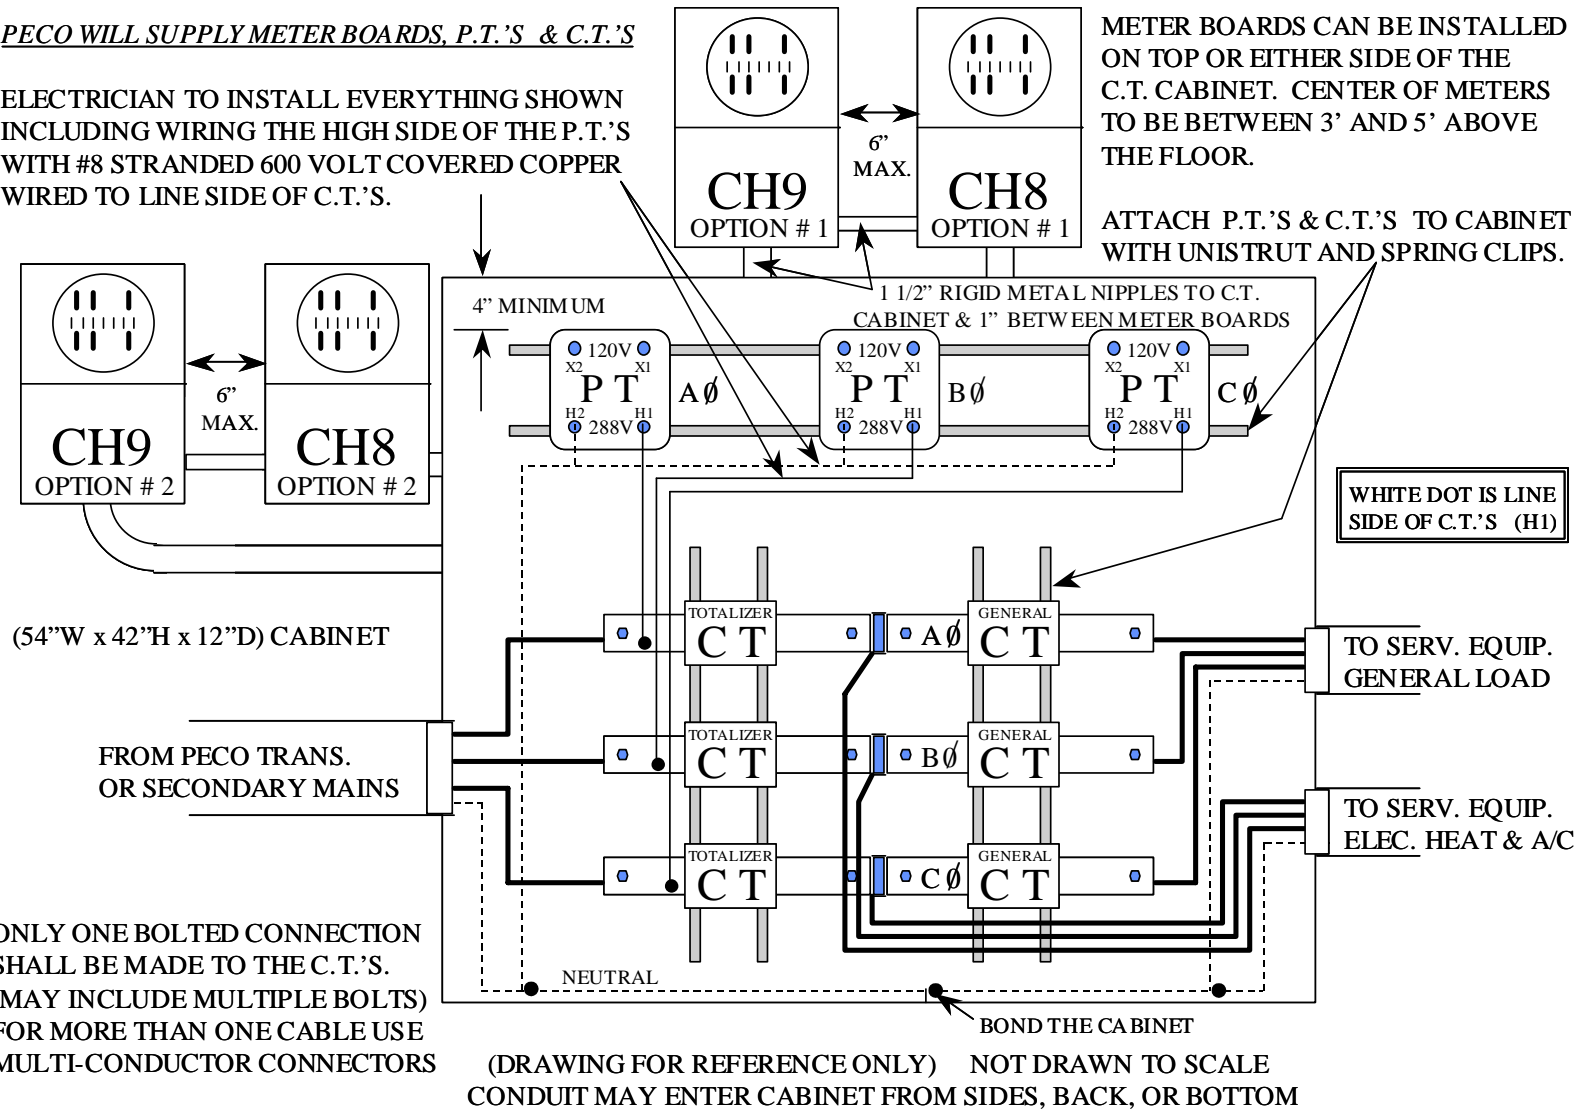 PECO WILL SUPPLY METER BOARDS, P.T.'S & C.T.'S
ELECTRICIAN TO INSTALL EVERYTHING SHOWN
INCLUDING WIRING THE HIGH SIDE OF THE P.T.'S
WITH #8 STRANDED 600 VOLT COVERED COPPER
WIRED TO LINE SIDE OF C.T.'S.
CH9
OPTION # 1
6”
MAX.
CH8
OPTION # 1
METER BOARDS CAN BE INSTALLED
ON TOP OR EITHER SIDE OF THE
C.T. CABINET. CENTER OF METERS
TO BE BETWEEN 3’ AND 5’ ABOVE
THE FLOOR.
ATTACH P.T.'S & C.T.'S TO CABINET
WITH UNISTRUT AND SPRING CLIPS.
CH9
OPTION # 2
6”
MAX.
CH8
OPTION # 2
4” MINIMUM
1 1/2” RIGID METAL NIPPLES TO C.T.
CABINET & 1” BETWEEN METER BOARDS
120V
X2 X1
P T
H2 H1
288V
AØ
120V
X2 X1
P T
H2 H1
288V
BØ
120V
X2 X1
P T
H2 H1
288V
CØ
WHITE DOT IS LINE
SIDE OF C.T.'S (H1)
(54”W x 42”H x 12”D) CABINET
TOTALIZER
C T
AØ
GENERAL
C T
TO SERV. EQUIP.
GENERAL LOAD
FROM PECO TRANS.
OR SECONDARY MAINS
TOTALIZER
C T
BØ
GENERAL
C T
TO SERV. EQUIP.
ELEC. HEAT & A/C
TOTALIZER
C T
CØ
GENERAL
C T
ONLY ONE BOLTED CONNECTION
SHALL BE MADE TO THE C.T.'S.
MAY INCLUDE MULTIPLE BOLTS)
FOR MORE THAN ONE CABLE USE
MULTI-CONDUCTOR CONNECTORS
NEUTRAL
BOND THE CABINET
(DRAWING FOR REFERENCE ONLY) NOT DRAWN TO SCALE
CONDUIT MAY ENTER CABINET FROM SIDES, BACK, OR BOTTOM